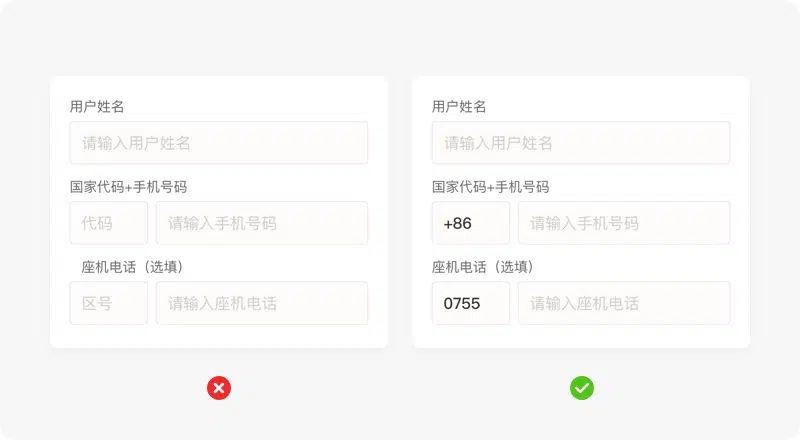 用户姓名
请输入用户姓名
国家代码+手机号码
代码 请输入手机号码
座机电话（选填）
区号 请输入座机电话
用户姓名
请输入用户姓名
国家代码+手机号码
+86 请输入手机号码
座机电话（选填）
0755 请输入座机电话